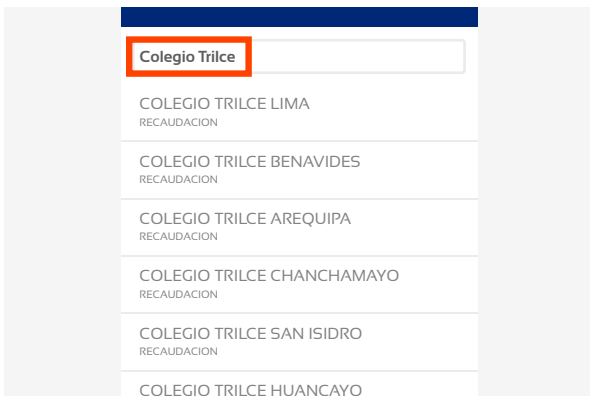 Colegio Trilce
COLEGIO TRILCE LIMA
RECAUDACION
COLEGIO TRILCE BENAVIDES
RECAUDACION
COLEGIO TRILCE AREQUIPA
RECAUDACION
COLEGIO TRILCE CHANCHAMAYO
RECAUDACION
COLEGIO TRILCE SAN ISIDRO
RECAUDACION
COLEGIO TRILCE HUANCAYO